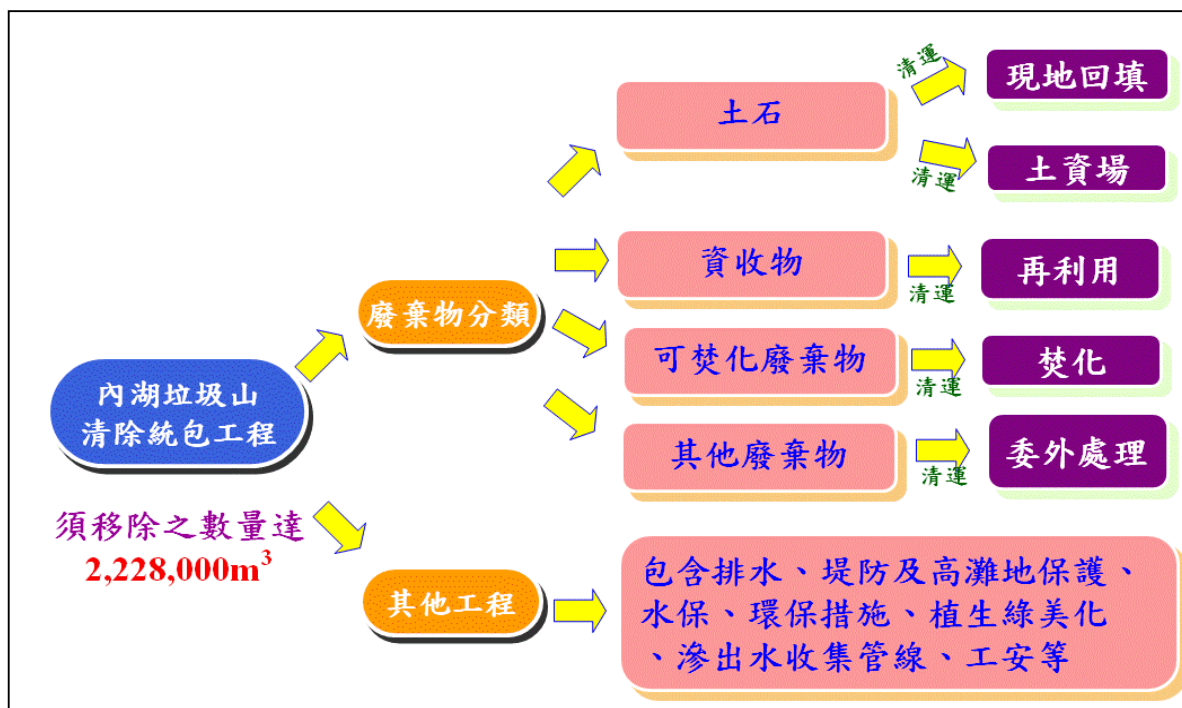 清運
現地回填
土石
清運
土資場
資收物
清運
再利用
廢棄物分類
可焚化廢棄物
清運
焚化
內湖垃圾山
清除統包工程
其他廢棄物
清運
委外處理
須移除之數量達
2,228,000m³
其他工程
包含排水、堤防及高灘地保護、
水保、環保措施、植生綠美化
、滲出水收集管線、工安等